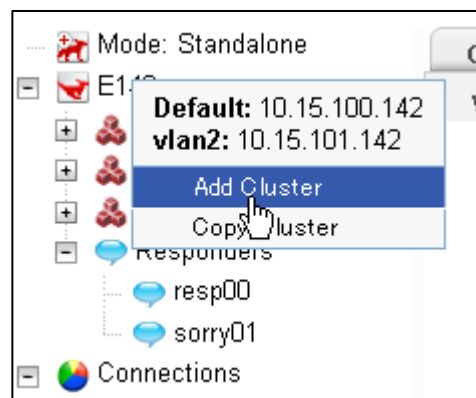 Mode: Standalone
Default: 10.15.100.142
vlan2: 10.15.101.142
Add Cluster
Copy Cluster
Responders
resp00
sorry01
Connections